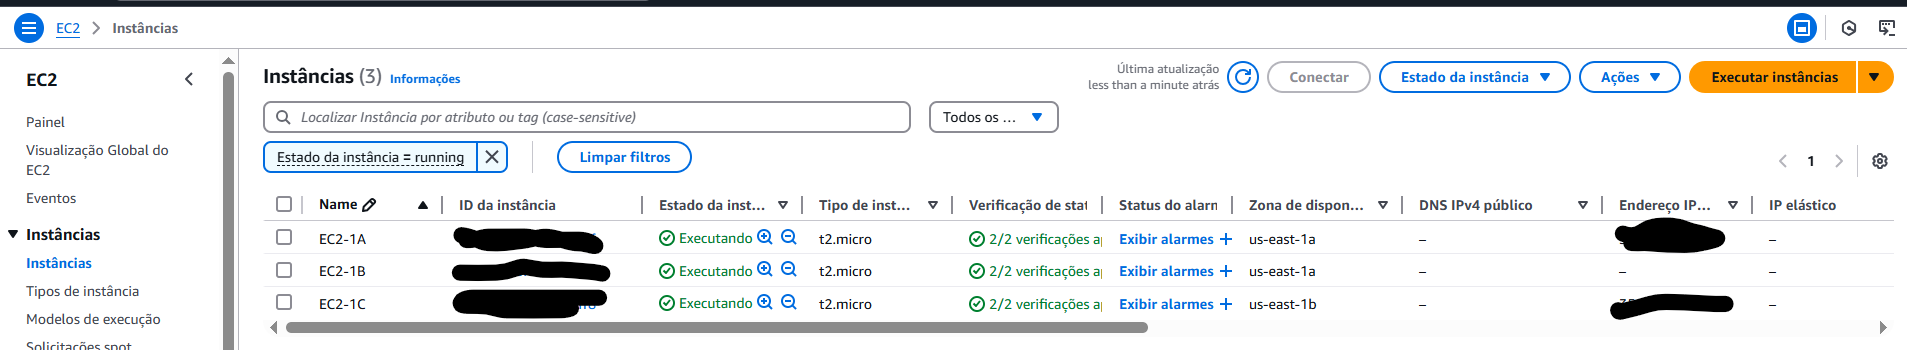 EC2 > Instâncias
EC2
Painel
Visualização Global do
EC2
Eventos
Instâncias
Instâncias
Tipos de instância
Modelos de execução
Solicitações spot
Instâncias (3) Informações
Última atualização
less than a minute atrás
Conectar
Estado da instância
Ações
Executar instâncias
Localizar Instância por atributo ou tag (case-sensitive)
Todos os ...
Estado da instância = running
Limpar filtros
1
Name ID da instância Estado da inst... Tipo de inst... Verificação de stat Status do alarn Zona de dispon... DNS IPv4 público Endereço IP... IP elástico
EC2-1A Executando t2.micro 2/2 verificações a Exibir alarmes + us-east-1a – –
EC2-1B Executando t2.micro 2/2 verificações a Exibir alarmes + us-east-1a – – –
EC2-1C Executando t2.micro 2/2 verificações a Exibir alarmes + us-east-1b – –